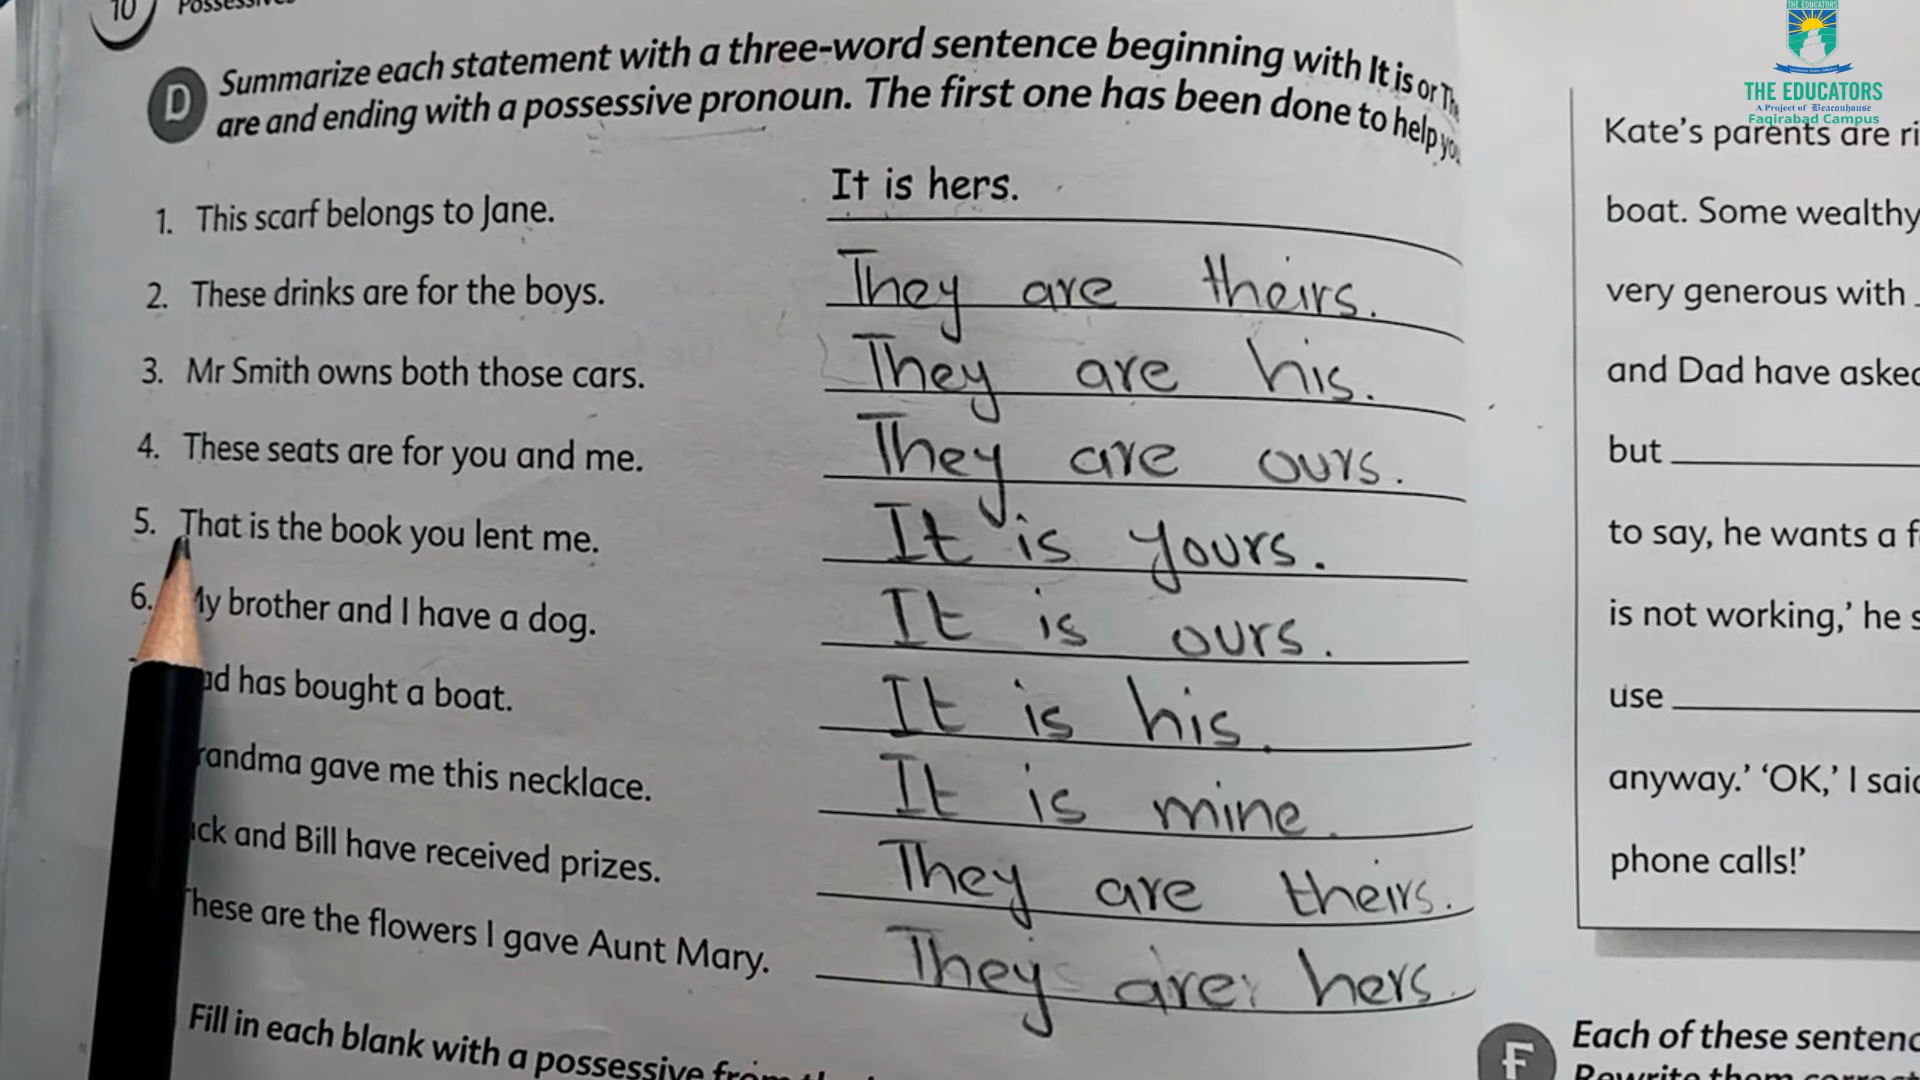 10
THE EDUCATORS
A Project of Beaconhouse
Faqirabad Campus
D Summarize each statement with a three-word sentence beginning with It is or
are and ending with a possessive pronoun. The first one has been done to help
1. This scarf belongs to Jane. It is hers.
2. These drinks are for the boys. They are theirs.
3. Mr Smith owns both those cars. They are his.
4. These seats are for you and me. They are ours.
5. That is the book you lent me. It is yours.
6. brother and I have a dog. It is ours.
has bought a boat. It is his.
gave me this necklace. It is mine.
and Bill have received prizes. They are theirs.
These are the flowers I gave Aunt Mary. They are hers.
Fill in each blank with a possessive
Kate's parents are
boat. Some wealthy
very generous with
and Dad have asked
but
to say, he wants a
is not working,' he
use
anyway.' 'OK,' I said
phone calls!'
F Each of these